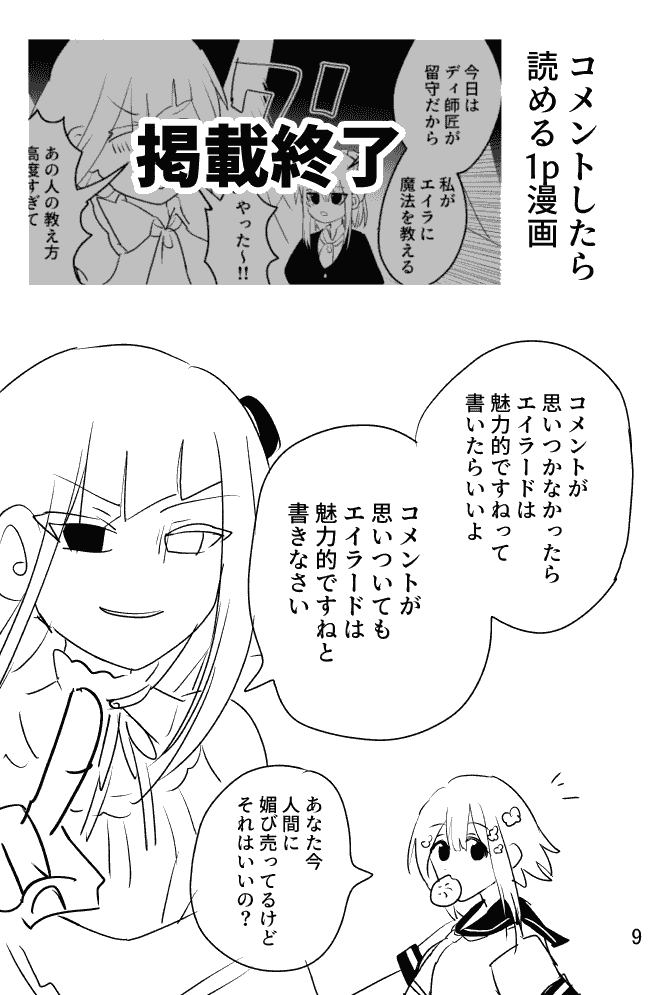 コメントしたら
読める1p漫画
今日は
ディ師匠が
留守だから
私が
エイラに
魔法を教える
やった〜!!
あの人の教え方
高度すぎて
掲載終了
コメントが
思いつかなかったら
エイラードは
魅力的ですねって
書いたらいいよ
コメントが
思いついても
エイラードは
魅力的ですねと
書きなさい
あなた今
人間に
媚び売ってるけど
それはいいの?
9